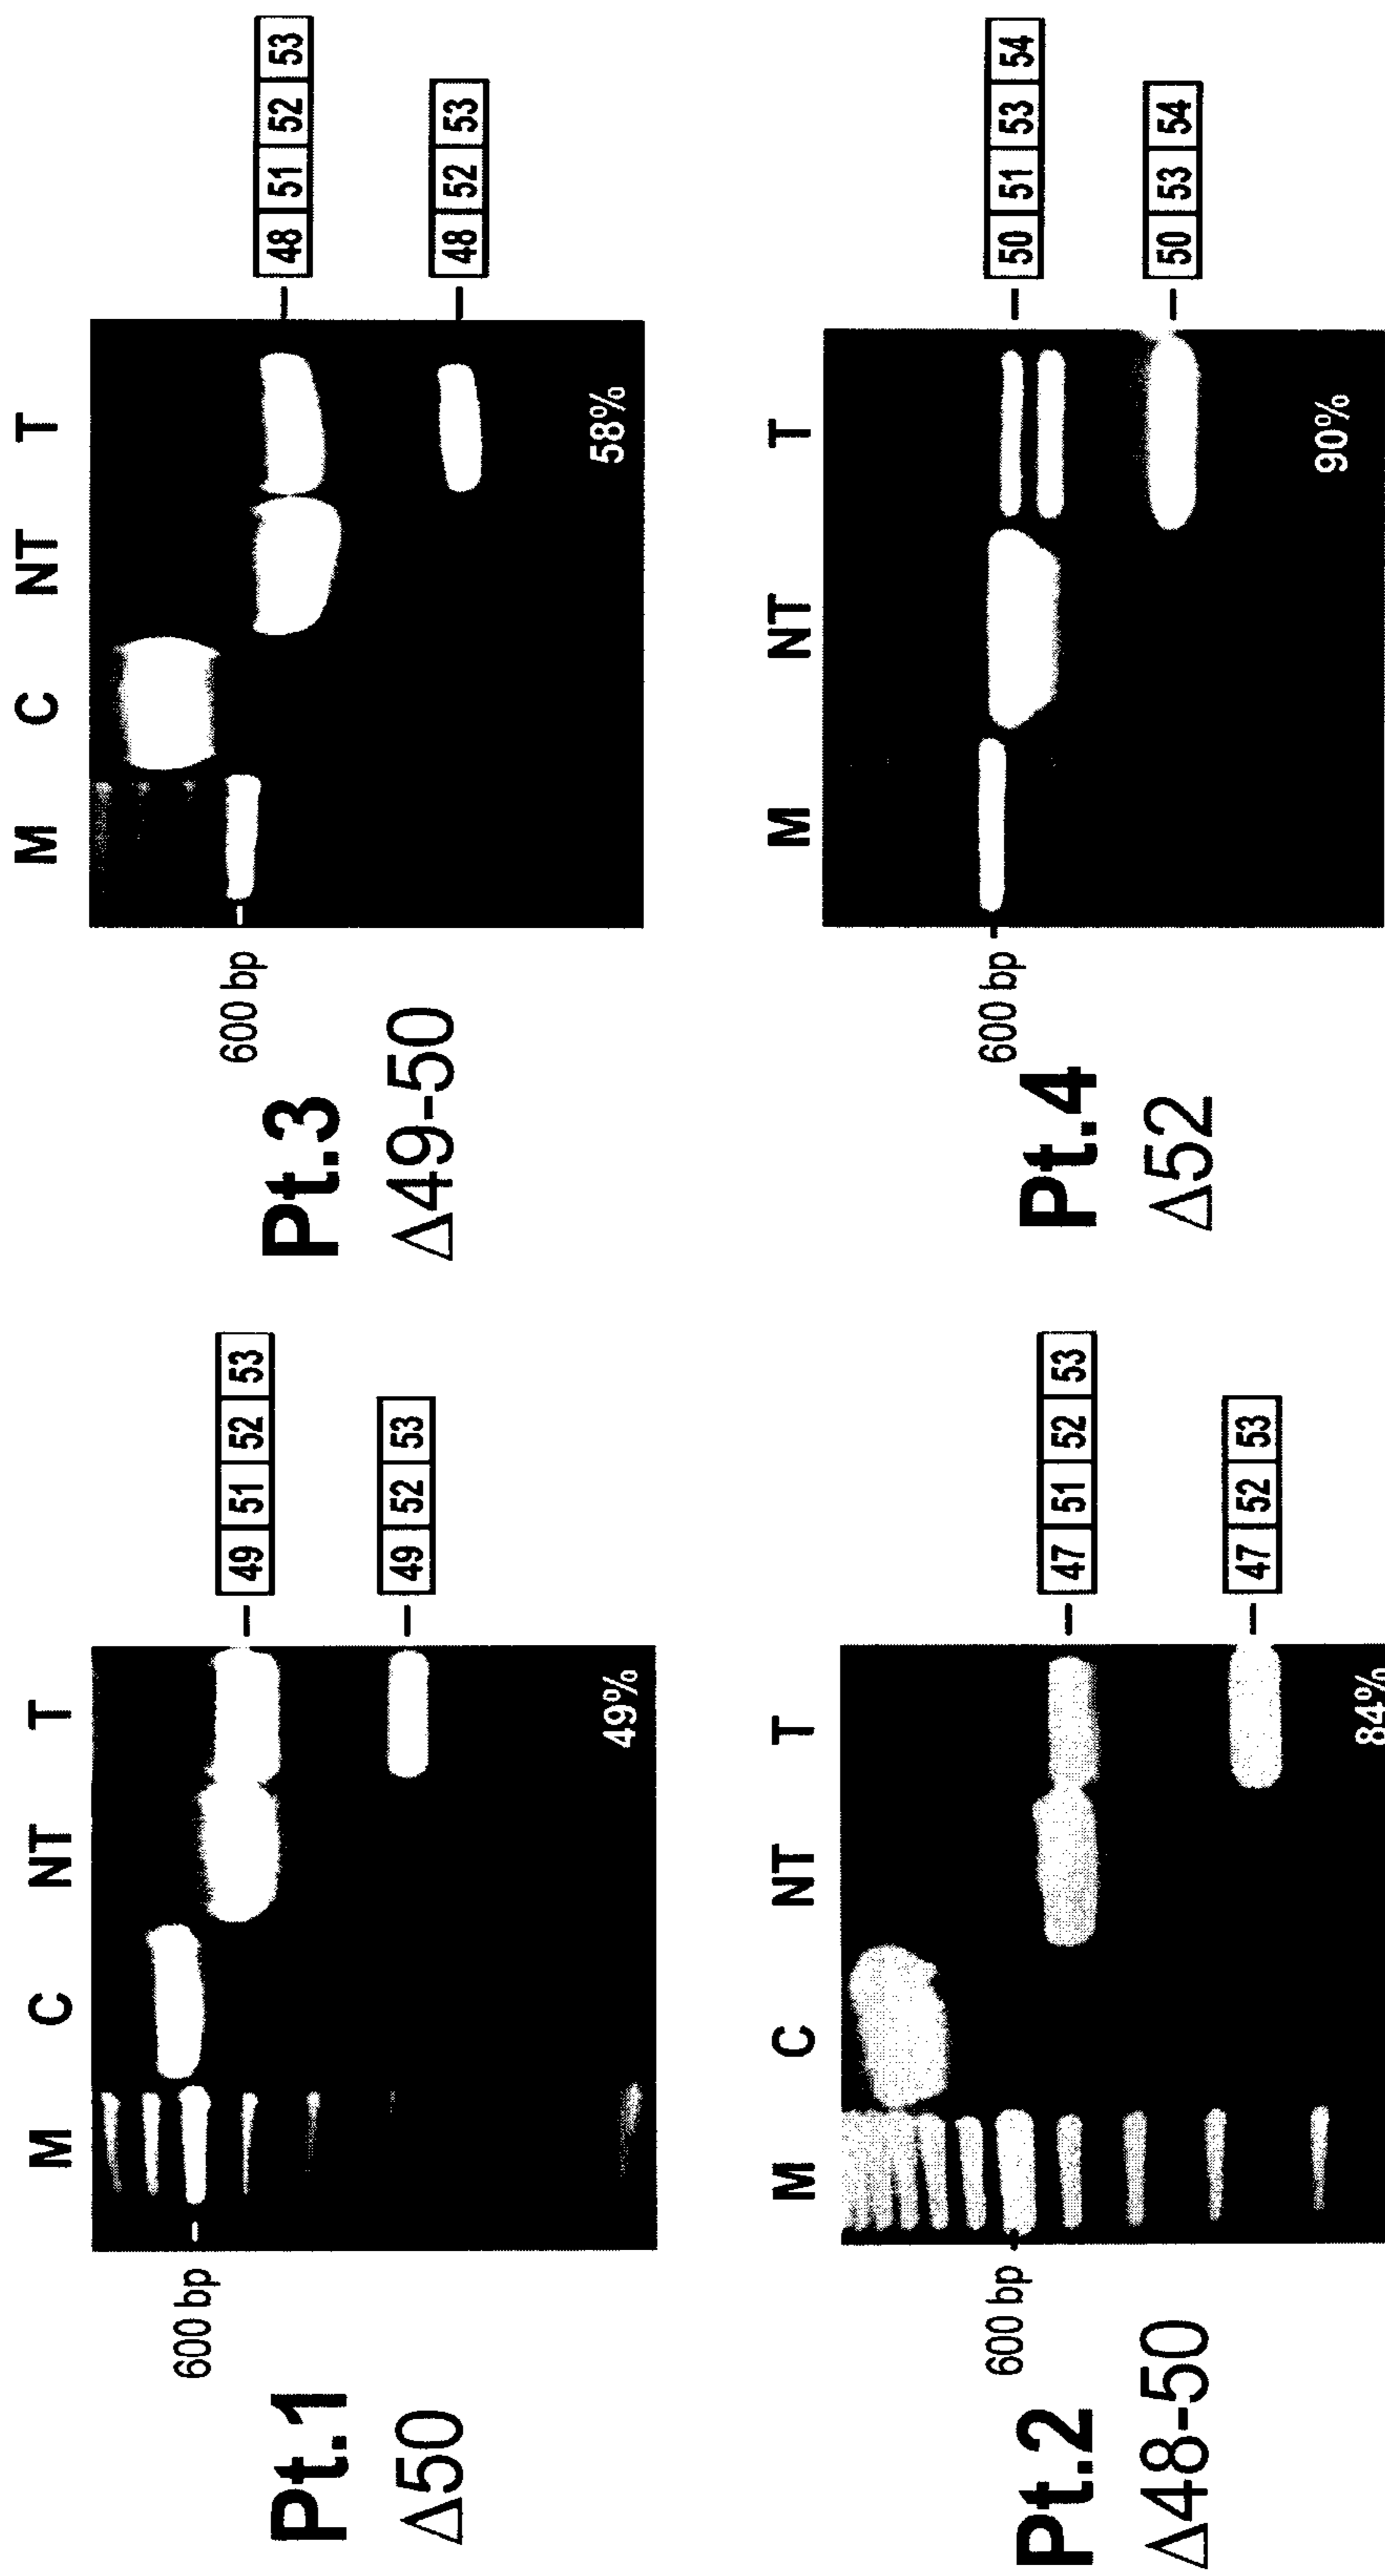 Pt.1
Δ50
600 bp
M C NT T
49%
49 51 52 53
49 52 53
Pt.2
Δ48-50
600 bp
M C NT T
84%
47 51 52 53
47 52 53
Pt.3
Δ49-50
600 bp
M C NT T
58%
48 51 52 53
48 52 53
Pt.4
Δ52
600 bp
M NT T
90%
50 51 53 54
50 53 54